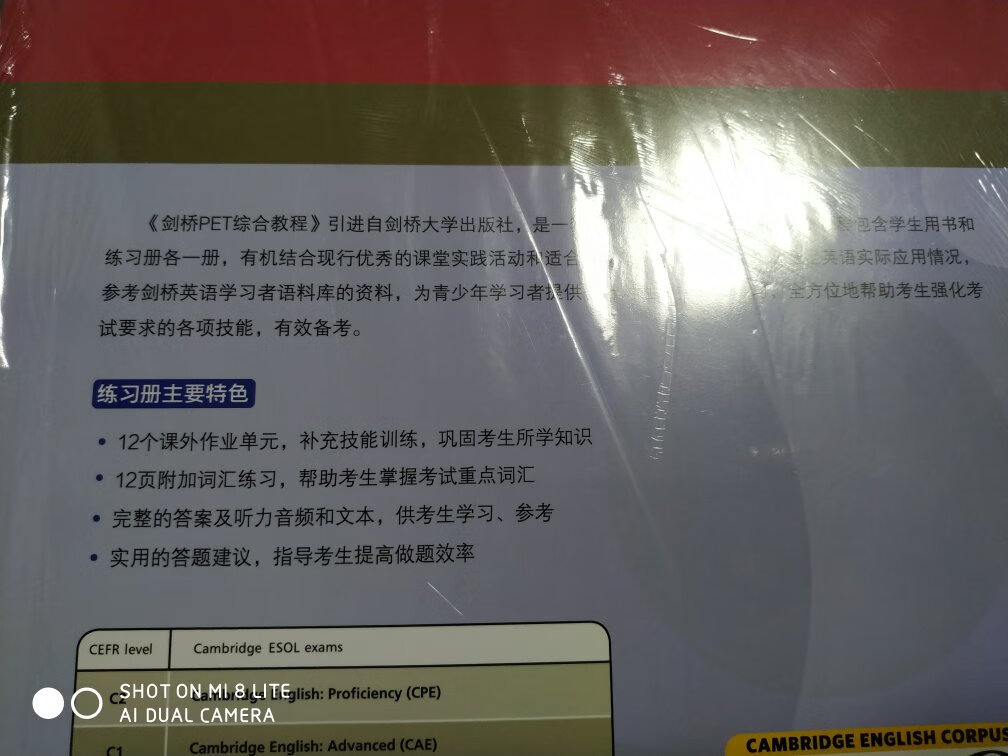 《剑桥PET综合教程》引进自剑桥大学出版社，是一 包含学生用书和
练习册各一册，有机结合现行优秀的课堂实践活动和适合 英语实际应用情况，
参考剑桥英语学习者语料库的资料，为青少年学习者提供 ，全方位地帮助考生强化考
试要求的各项技能，有效备考。
练习册主要特色
• 12个课外作业单元，补充技能训练，巩固考生所学知识
• 12页附加词汇练习，帮助考生掌握考试重点词汇
• 完整的答案及听力音频和文本，供考生学习、参考
• 实用的答题建议，指导考生提高做题效率
CEFR level Cambridge ESOL exams
C2 Cambridge English: Proficiency (CPE)
C1 Cambridge English: Advanced (CAE)
SHOT ON MI 8 LITE
AI DUAL CAMERA
CAMBRIDGE ENGLISH CORPU